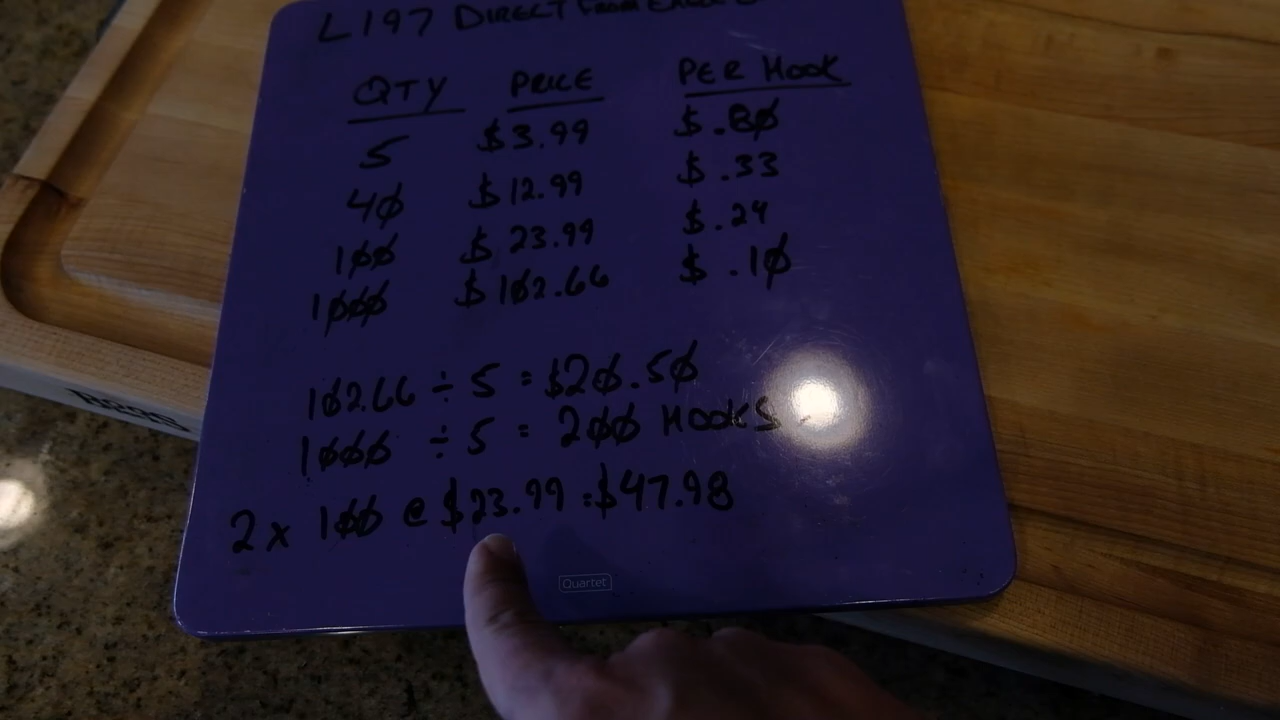 L197 DIRECT FROM
QTY PRICE PER HOOK
5 $3.99 $.80
40 $12.99 $.33
100 $23.99 $.24
1000 $102.66 $.10
102.66 ÷ 5 = $20.50
1000 ÷ 5 = 200 HOOKS
2 x 100 @ $23.99 = $47.98
Quartet